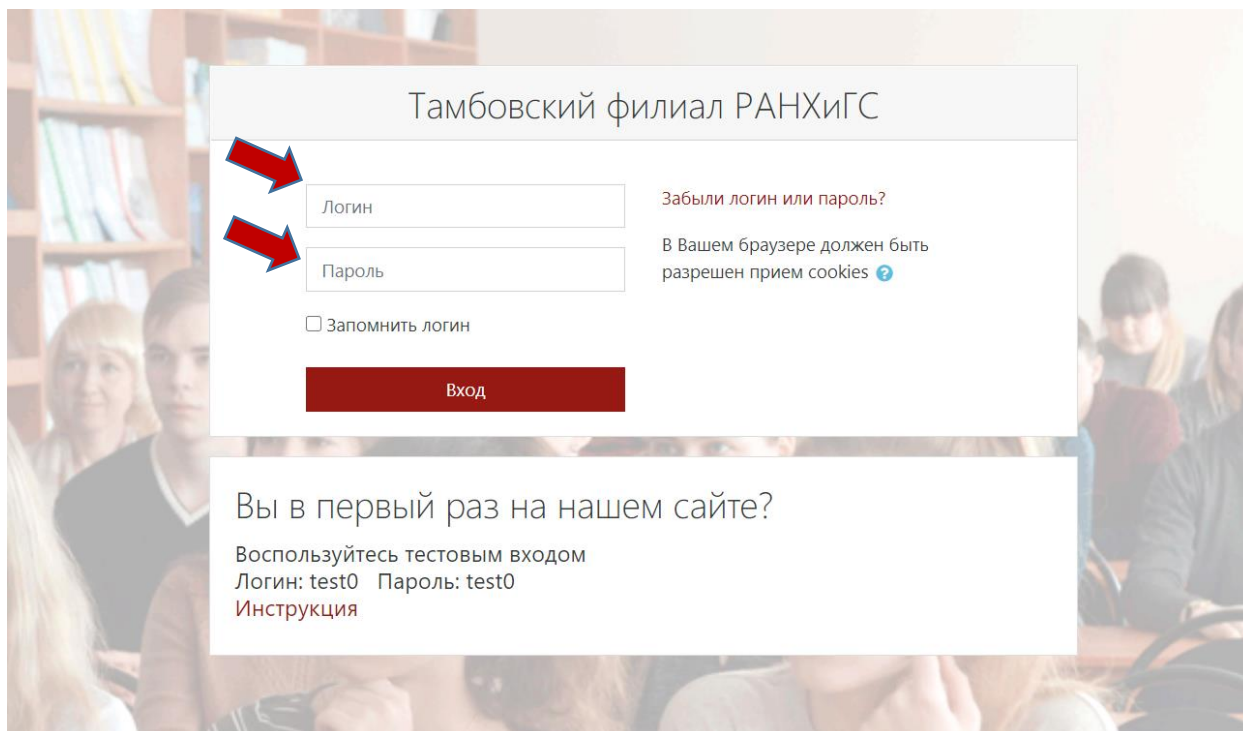 Тамбовский филиал РАНХиГС
Логин
Пароль
Запомнить логин
Вход
Забыли логин или пароль?
В Вашем браузере должен быть
разрешен прием cookies ?
Вы в первый раз на нашем сайте?
Воспользуйтесь тестовым входом
Логин: test0 Пароль: test0
Инструкция